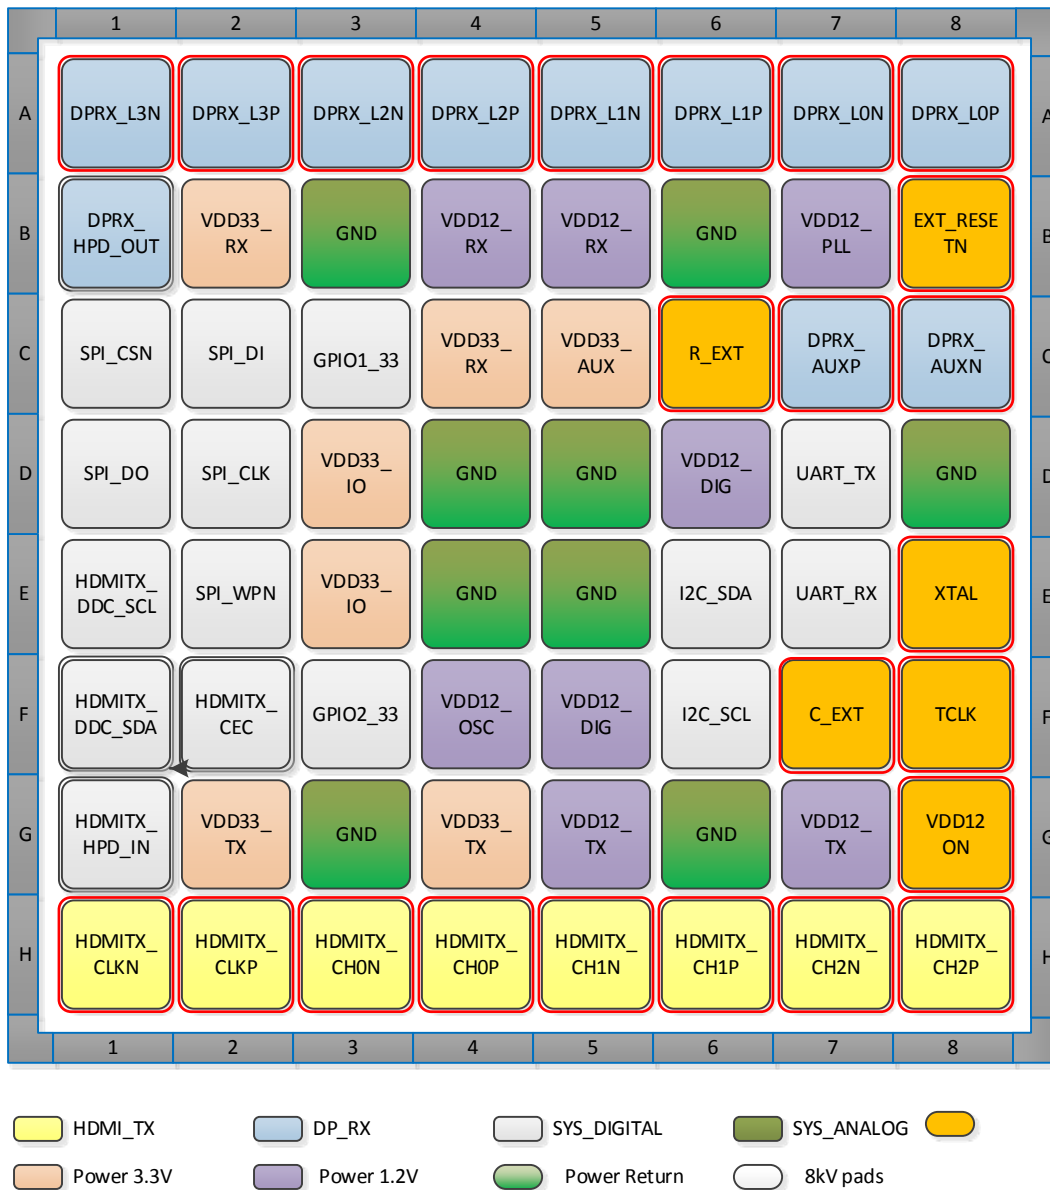 1 2 3 4 5 6 7 8
A DPRX_L3N DPRX_L3P DPRX_L2N DPRX_L2P DPRX_L1N DPRX_L1P DPRX_L0N DPRX_L0P A
DPRX_ VDD33_ VDD12_ VDD12_ VDD12_ EXT_RESE
B HPD_OUT RX GND RX RX GND PLL TN B
SPI_CSN SPI_DI GPIO1_33 VDD33_ VDD33_ R_EXT DPRX_ DPRX_
C RX AUX AUXP AUXN C
SPI_DO SPI_CLK VDD33_ GND GND VDD12_ UART_TX GND
D IO DIG D
HDMITX_ SPI_WPN VDD33_ GND GND I2C_SDA UART_RX XTAL
E DDC_SCL IO E
HDMITX_ HDMITX_ GPIO2_33 VDD12_ VDD12_ I2C_SCL C_EXT TCLK
F DDC_SDA CEC OSC DIG F
HDMITX_ VDD33_ GND VDD33_ VDD12_ GND VDD12_ VDD12
G HPD_IN TX TX TX TX ON G
HDMITX_ HDMITX_ HDMITX_ HDMITX_ HDMITX_ HDMITX_ HDMITX_ HDMITX_
H CLKN CLKP CH0N CH0P CH1N CH1P CH2N CH2P H
1 2 3 4 5 6 7 8
HDMI_TX DP_RX SYS_DIGITAL SYS_ANALOG
Power 3.3V Power 1.2V Power Return 8kV pads